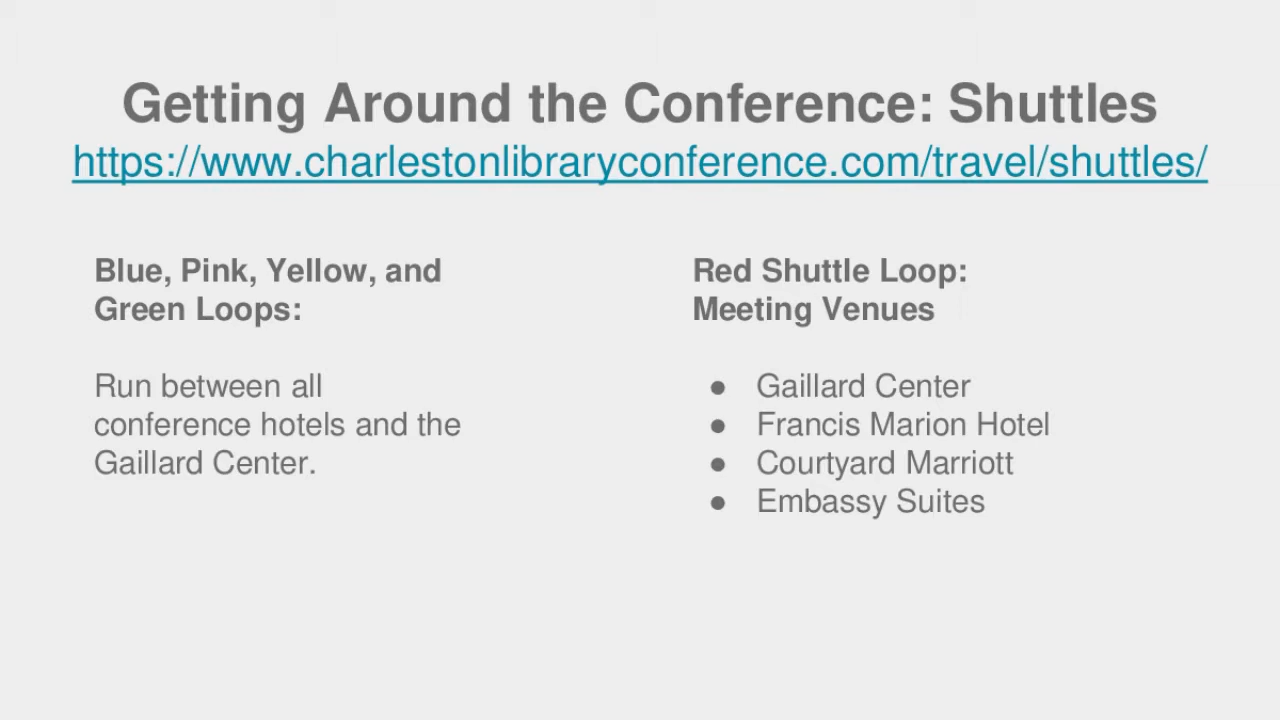 Getting Around the Conference: Shuttles
https://www.charlestonlibraryconference.com/travel/shuttles/
Blue, Pink, Yellow, and
Green Loops:
Run between all
conference hotels and the
Gaillard Center.
Red Shuttle Loop:
Meeting Venues
● Gaillard Center
● Francis Marion Hotel
● Courtyard Marriott
● Embassy Suites